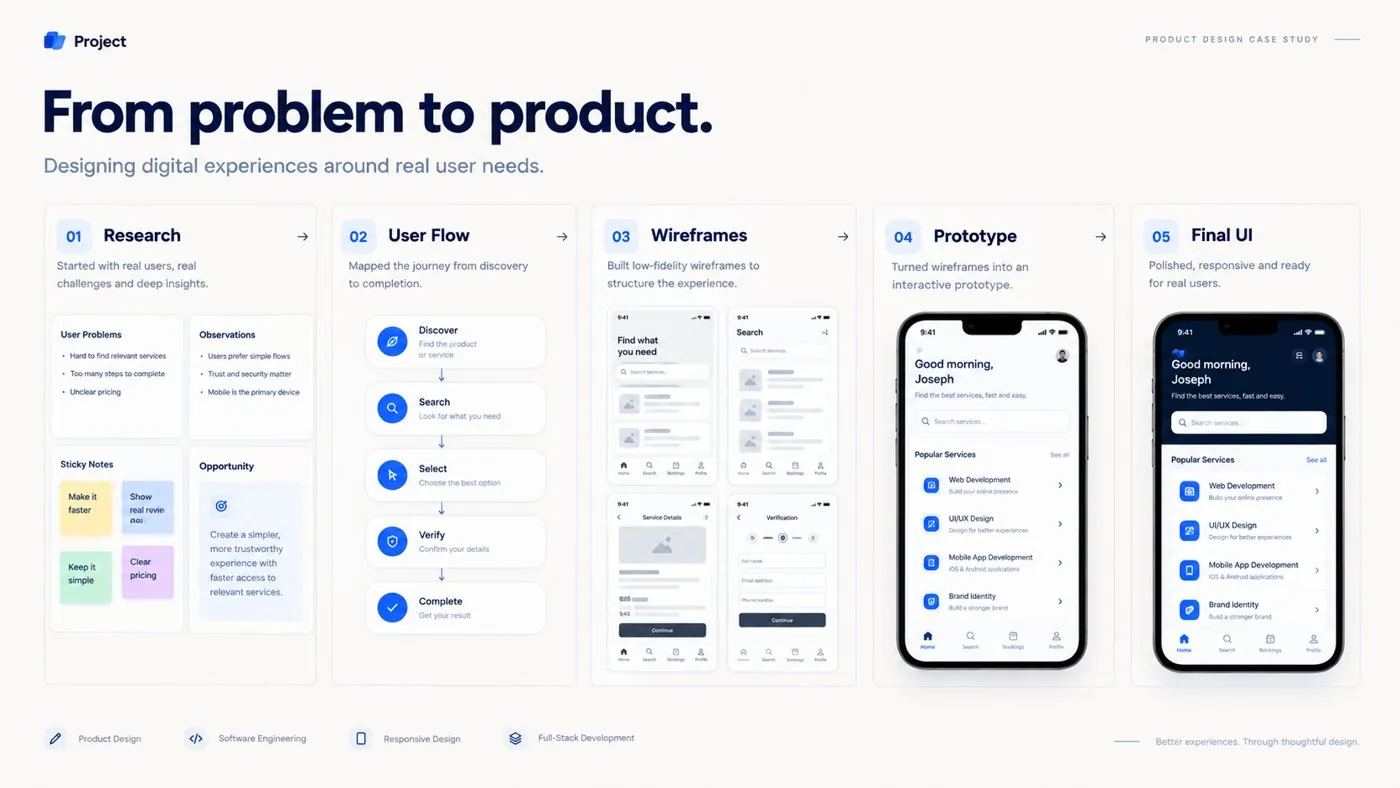 Project
PRODUCT DESIGN CASE STUDY
From problem to product.
Designing digital experiences around real user needs.
01 Research
Started with real users, real
challenges and deep insights.
User Problems
Hard to find relevant services
Too many steps to complete
Unclear pricing
Observations
Users prefer simple flows
Trust and security matter
Mobile is the primary device
Sticky Notes
Make it
faster
Show
real
Keep it
simple
Clear
pricing
Opportunity
Create a simpler,
more trustworthy
experience with
faster access to
relevant services.
02 User Flow
Mapped the journey from discovery
to completion.
Discover
Find the product
or service
Search
Look for what you need
Select
Choose the best option
Verify
Confirm your details
Complete
Get your result
03 Wireframes
Built low-fidelity wireframes to
structure the experience.
9:41
Find what
you need
Search services...
Home Search Bookings Profile
9:41
Search
Search services...
Home Search Bookings Profile
9:41
Service Details
Continue
Home Search Bookings Profile
9:41
Verification
Full name
Email address
Phone number
Continue
Home Search Bookings Profile
04 Prototype
Turned wireframes into an
interactive prototype.
9:41
Good morning,
Joseph
Find the best services, fast and easy.
Search services...
Popular Services See all
Web Development
Build your online presence
UI/UX Design
Design for better experiences
Mobile App Development
iOS & Android applications
Brand Identity
Build a stronger brand
Home Search Bookings Profile
05 Final UI
Polished, responsive and ready
for real users.
9:41
Good morning,
Joseph
Find the best services, fast and easy.
Search services...
Popular Services See all
Web Development
Build your online presence
UI/UX Design
Design for better experiences
Mobile App Development
iOS & Android applications
Brand Identity
Build a stronger brand
Home Search Bookings Profile
Product Design
Software Engineering
Responsive Design
Full-Stack Development
Better experiences. Through thoughtful design.